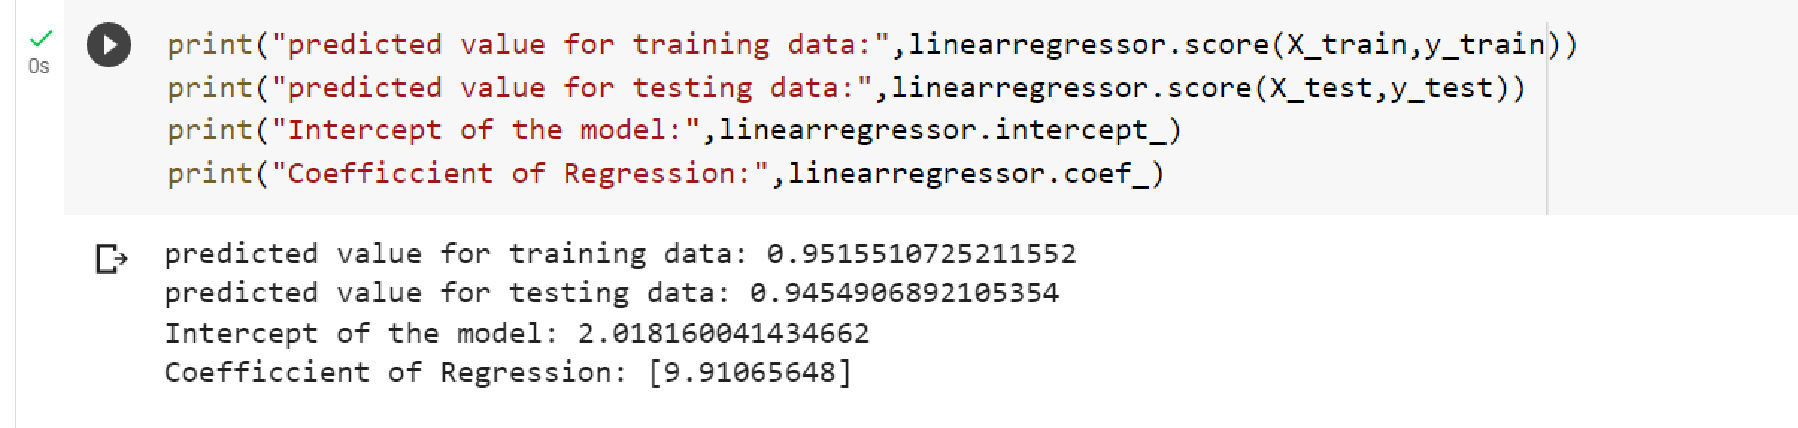 print("predicted value for training data:",linearregressor.score(X_train,y_train))
0s
print("predicted value for testing data:",linearregressor.score(X_test,y_test))
print("Intercept of the model:",linearregressor.intercept_)
print("Coefficcient of Regression:",linearregressor.coef_)
predicted value for training data: 0.9515510725211552
predicted value for testing data: 0.9454906892105354
Intercept of the model: 2.018160041434662
Coefficcient of Regression: [9.91065648]